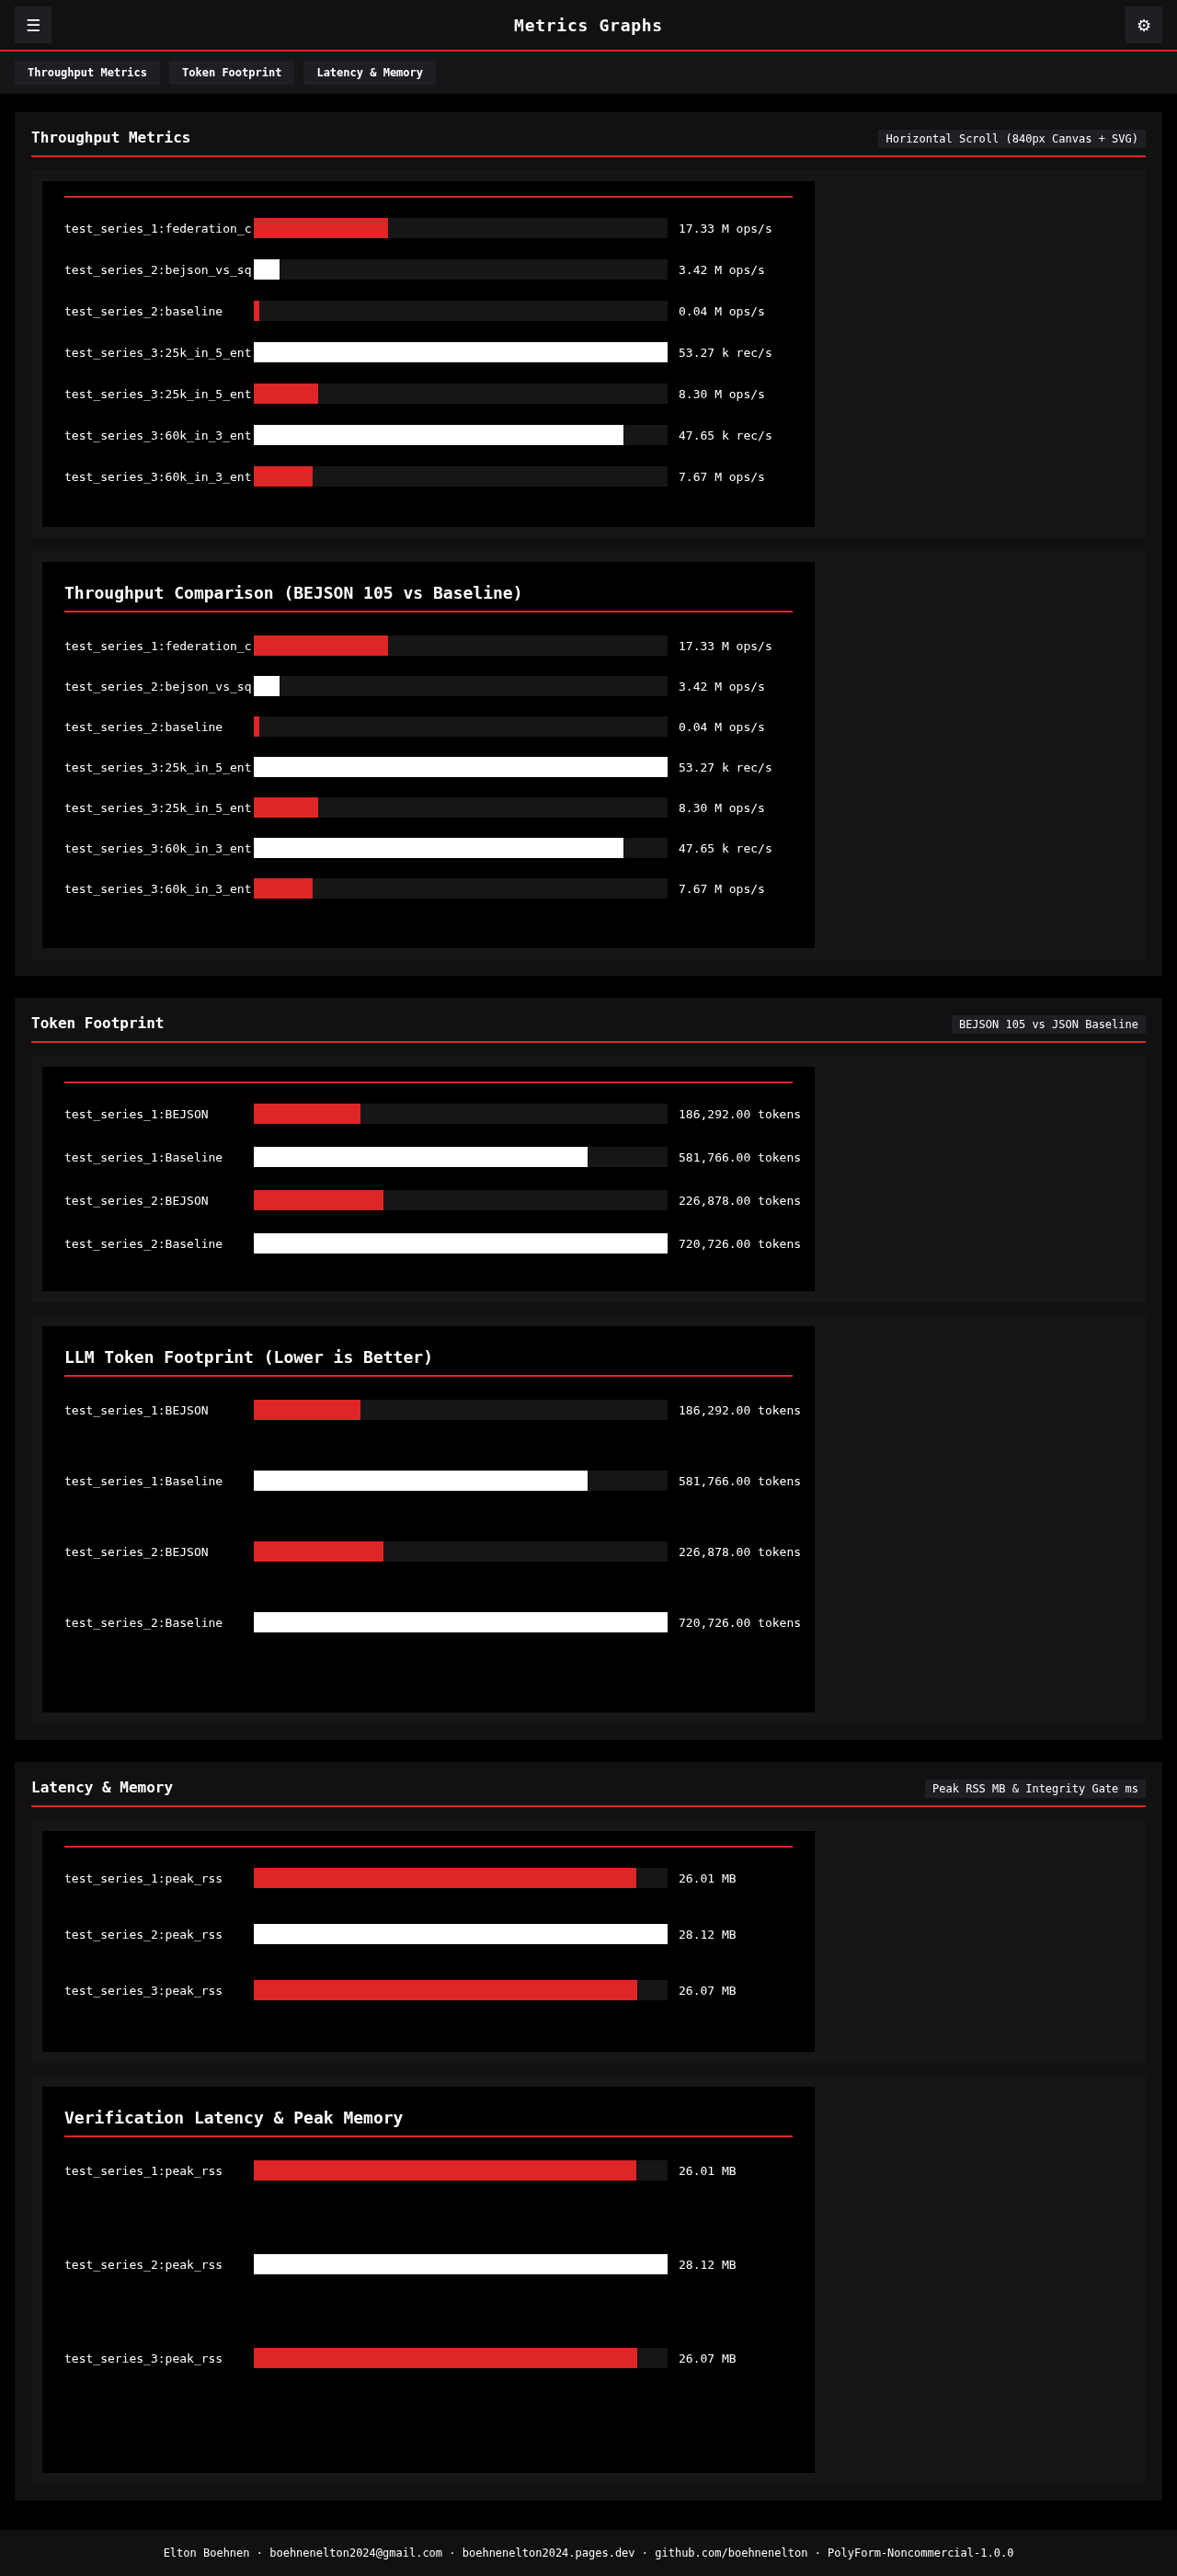 ☰ Metrics Graphs ⚙
Throughput Metrics Token Footprint Latency & Memory
Throughput Metrics Horizontal Scroll (840px Canvas + SVG)
test_series_1:federation_c 17.33 M ops/s
test_series_2:bejson_vs_sq 3.42 M ops/s
test_series_2:baseline 0.04 M ops/s
test_series_3:25k_in_5_ent 53.27 k rec/s
test_series_3:25k_in_5_ent 8.30 M ops/s
test_series_3:60k_in_3_ent 47.65 k rec/s
test_series_3:60k_in_3_ent 7.67 M ops/s
Throughput Comparison (BEJSON 105 vs Baseline)
test_series_1:federation_c 17.33 M ops/s
test_series_2:bejson_vs_sq 3.42 M ops/s
test_series_2:baseline 0.04 M ops/s
test_series_3:25k_in_5_ent 53.27 k rec/s
test_series_3:25k_in_5_ent 8.30 M ops/s
test_series_3:60k_in_3_ent 47.65 k rec/s
test_series_3:60k_in_3_ent 7.67 M ops/s
Token Footprint BEJSON 105 vs JSON Baseline
test_series_1:BEJSON 186,292.00 tokens
test_series_1:Baseline 581,766.00 tokens
test_series_2:BEJSON 226,878.00 tokens
test_series_2:Baseline 720,726.00 tokens
LLM Token Footprint (Lower is Better)
test_series_1:BEJSON 186,292.00 tokens
test_series_1:Baseline 581,766.00 tokens
test_series_2:BEJSON 226,878.00 tokens
test_series_2:Baseline 720,726.00 tokens
Latency & Memory Peak RSS MB & Integrity Gate ms
test_series_1:peak_rss 26.01 MB
test_series_2:peak_rss 28.12 MB
test_series_3:peak_rss 26.07 MB
Verification Latency & Peak Memory
test_series_1:peak_rss 26.01 MB
test_series_2:peak_rss 28.12 MB
test_series_3:peak_rss 26.07 MB
Elton Boehnen · boehnenelton2024@gmail.com · boehnenelton2024.pages.dev · github.com/boehnenelton · PolyForm-Noncommercial-1.0.0